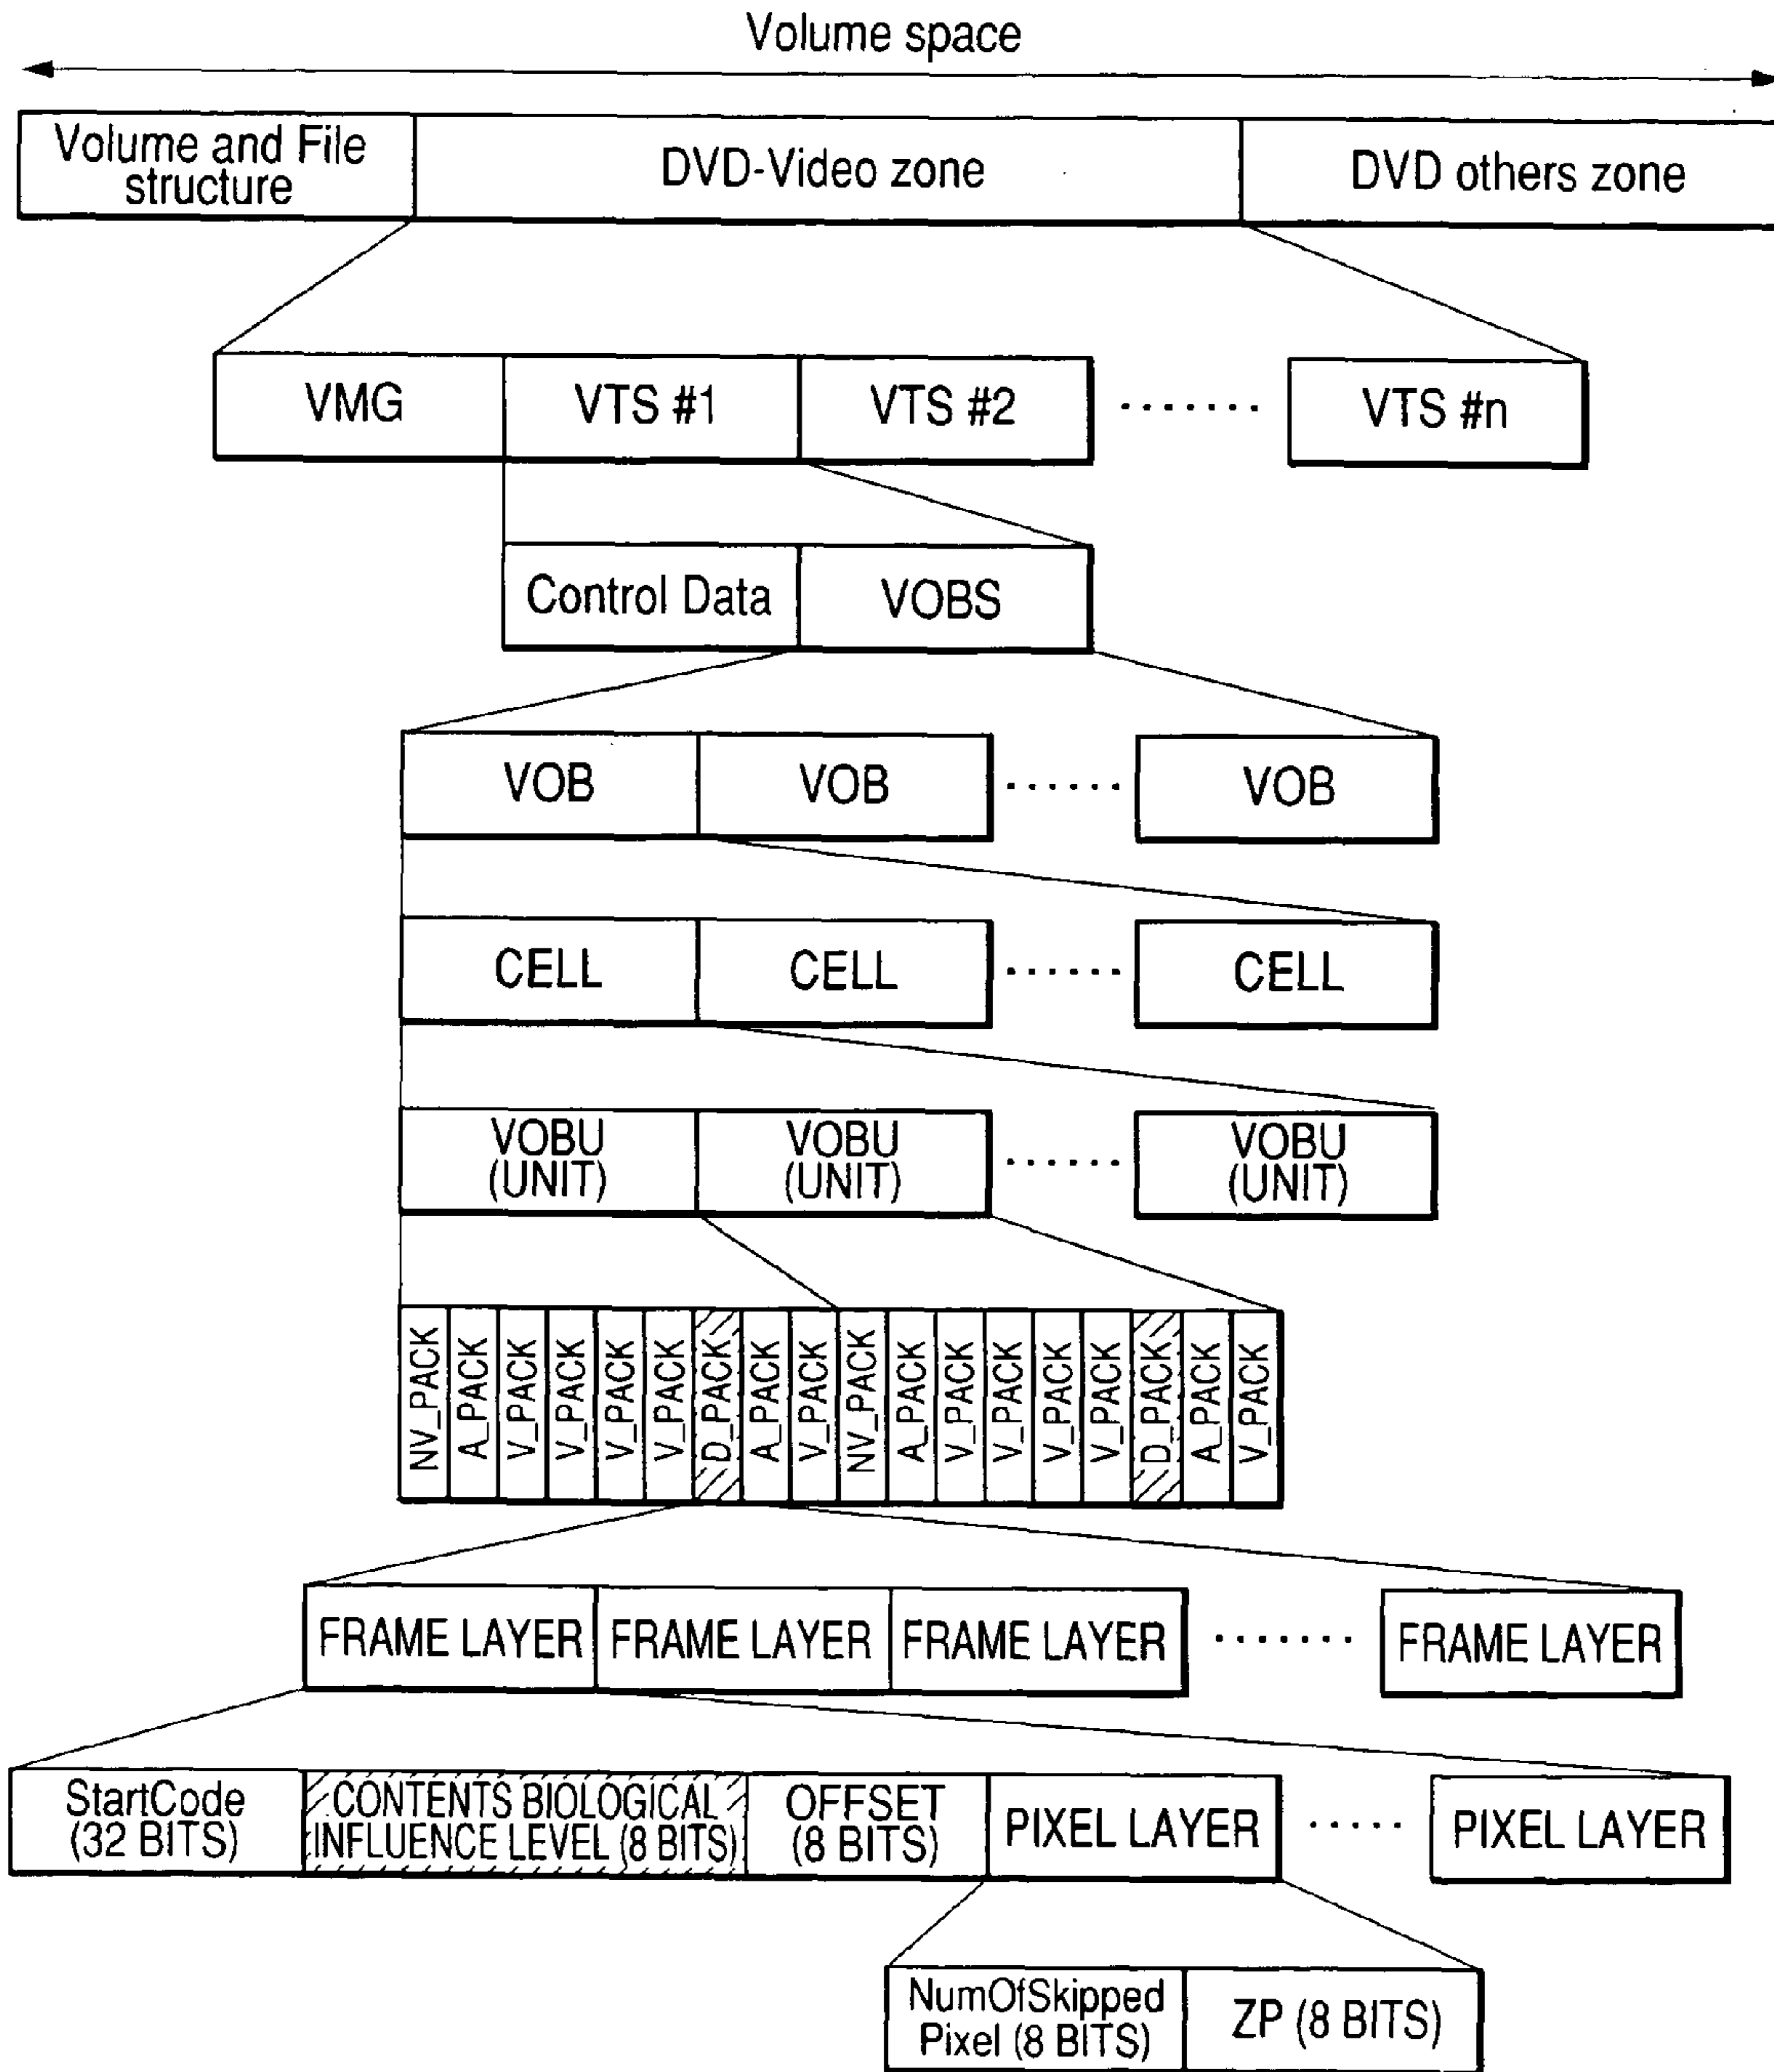 Volume space
Volume and File
structure
DVD-Video zone
DVD others zone
VMG
VTS #1
VTS #2
········
VTS #n
Control Data
VOBS
VOB
VOB
······
VOB
CELL
CELL
······
CELL
VOBU
(UNIT)
VOBU
(UNIT)
······
VOBU
(UNIT)
NV_PACK
A_PACK
V_PACK
V_PACK
V_PACK
V_PACK
D_PACK
A_PACK
V_PACK
NV_PACK
A_PACK
V_PACK
V_PACK
V_PACK
V_PACK
D_PACK
A_PACK
V_PACK
FRAME LAYER
FRAME LAYER
FRAME LAYER
·······
FRAME LAYER
StartCode
(32 BITS)
CONTENTS BIOLOGICAL
INFLUENCE LEVEL (8 BITS)
OFFSET
(8 BITS)
PIXEL LAYER
·····
PIXEL LAYER
NumOfSkipped
Pixel (8 BITS)
ZP (8 BITS)